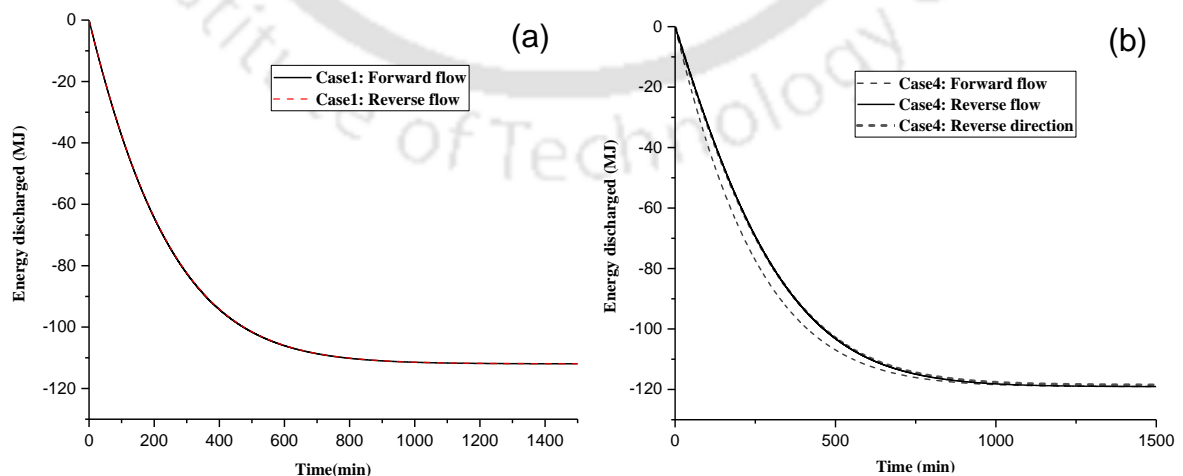 (a)
Energy discharged (MJ)
0
-20
-40
-60
-80
-100
-120
Case1: Forward flow
Case1: Reverse flow
0 200 400 600 800 1000 1200 1400
Time(min)
(b)
Energy discharged (MJ)
0
-20
-40
-60
-80
-100
-120
Case4: Forward flow
Case4: Reverse flow
Case4: Reverse direction
0 500 1000 1500
Time (min)
of Technology